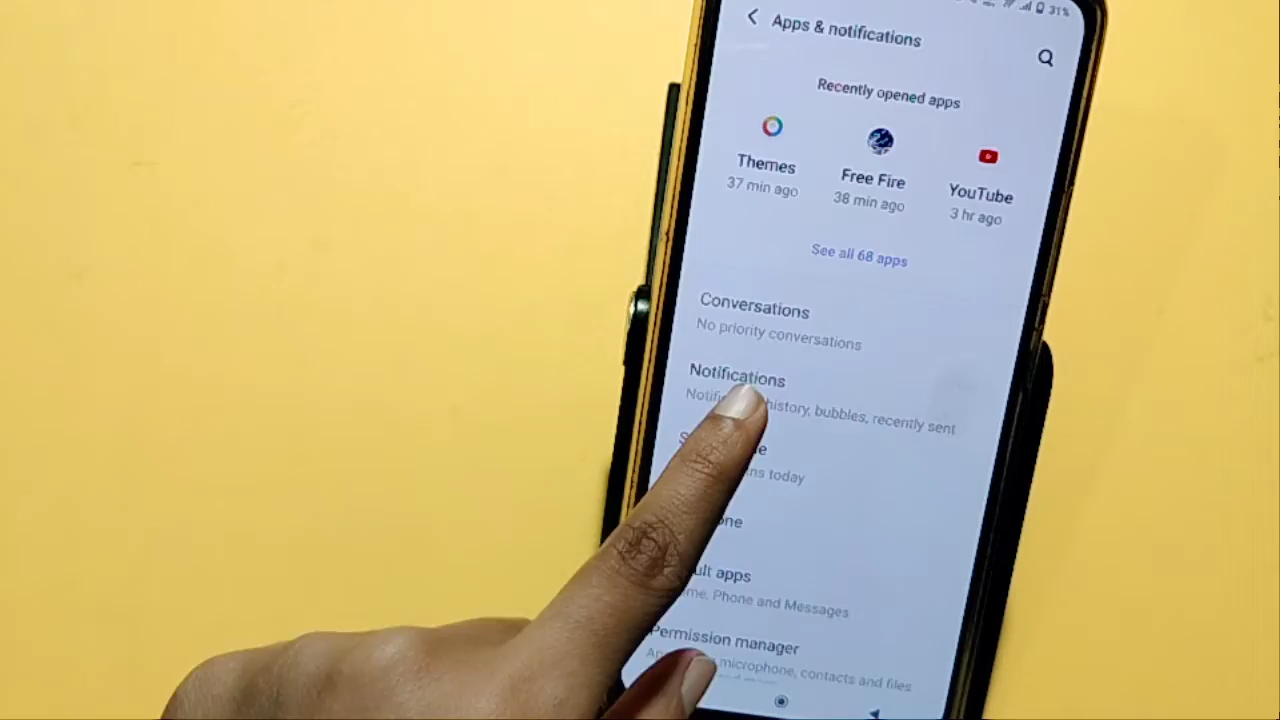 31%
Apps & notifications
Recently opened apps
Themes
37 min ago
Free Fire
38 min ago
YouTube
3 hr ago
See all 68 apps
Conversations
No priority conversations
Notifications
history, bubbles, recently sent
today
apps
Phone and Messages
Permission manager
microphone, contacts and files